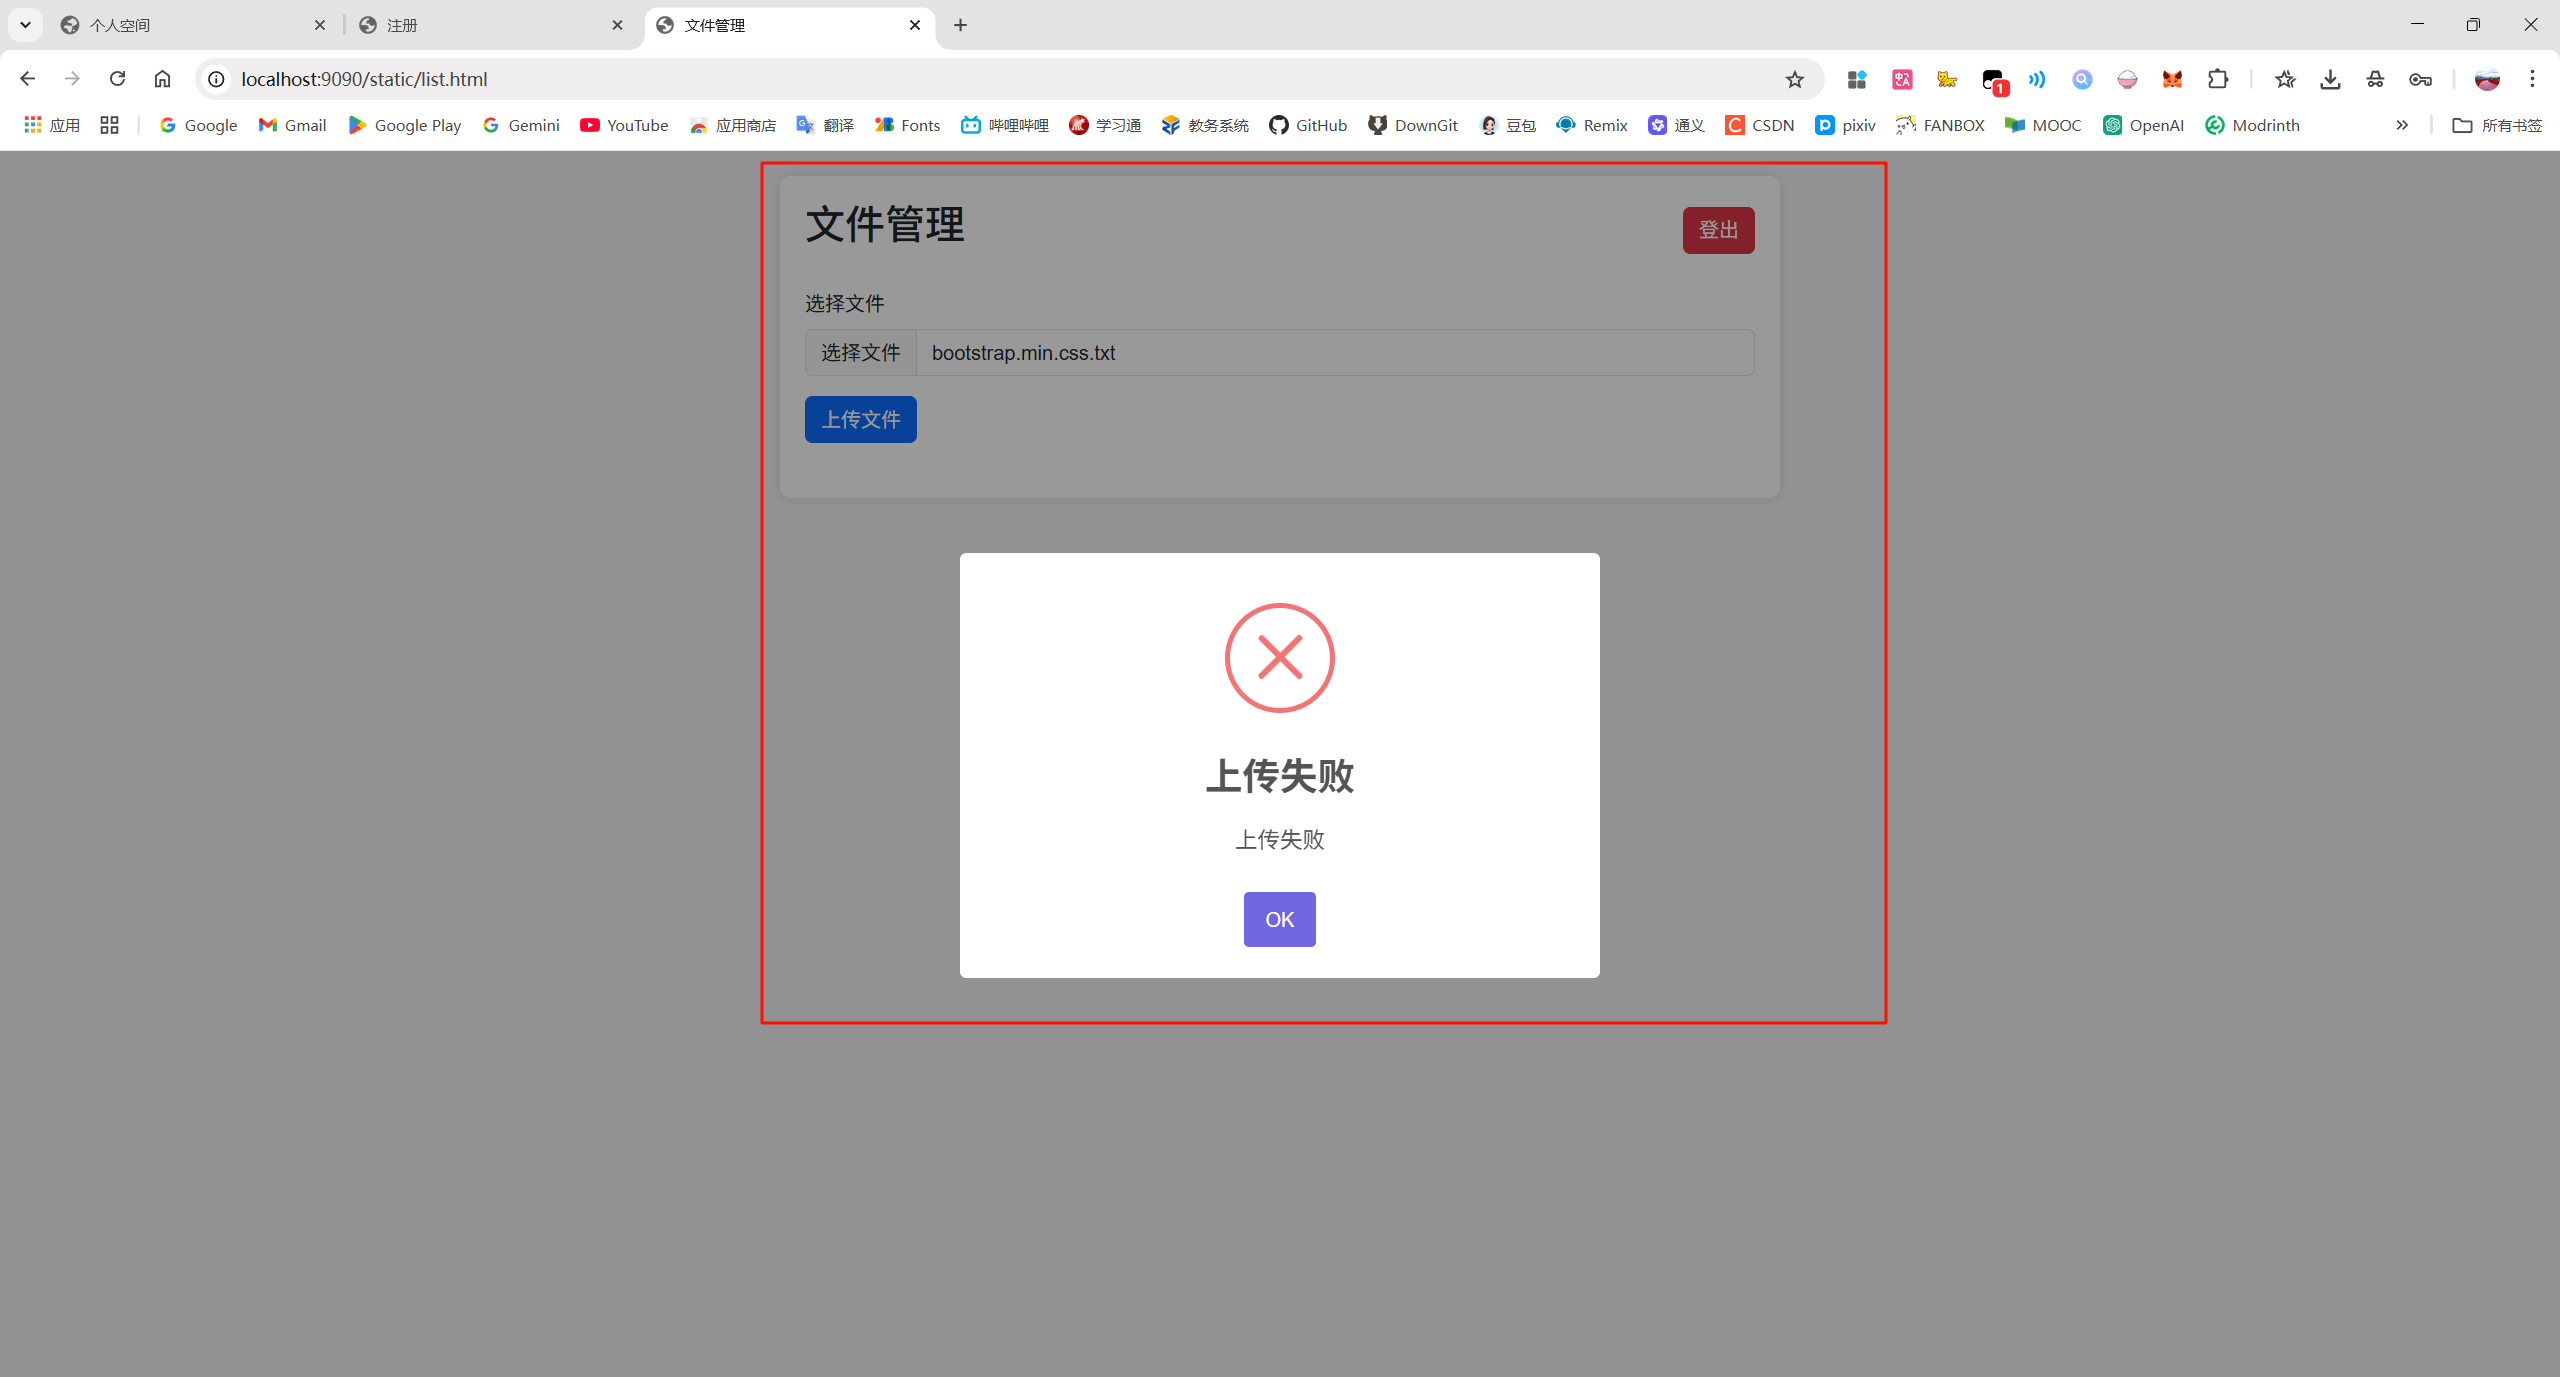 个人空间
注册
文件管理
localhost:9090/static/list.html
1
应用
Google
Gmail
Google Play
Gemini
YouTube
应用商店
翻译
Fonts
哔哩哔哩
学习通
教务系统
GitHub
DownGit
豆包
Remix
通义
CSDN
pixiv
FANBOX
MOOC
OpenAI
Modrinth
所有书签
文件管理
登出
选择文件
选择文件 bootstrap.min.css.txt
上传文件
上传失败
上传失败
OK